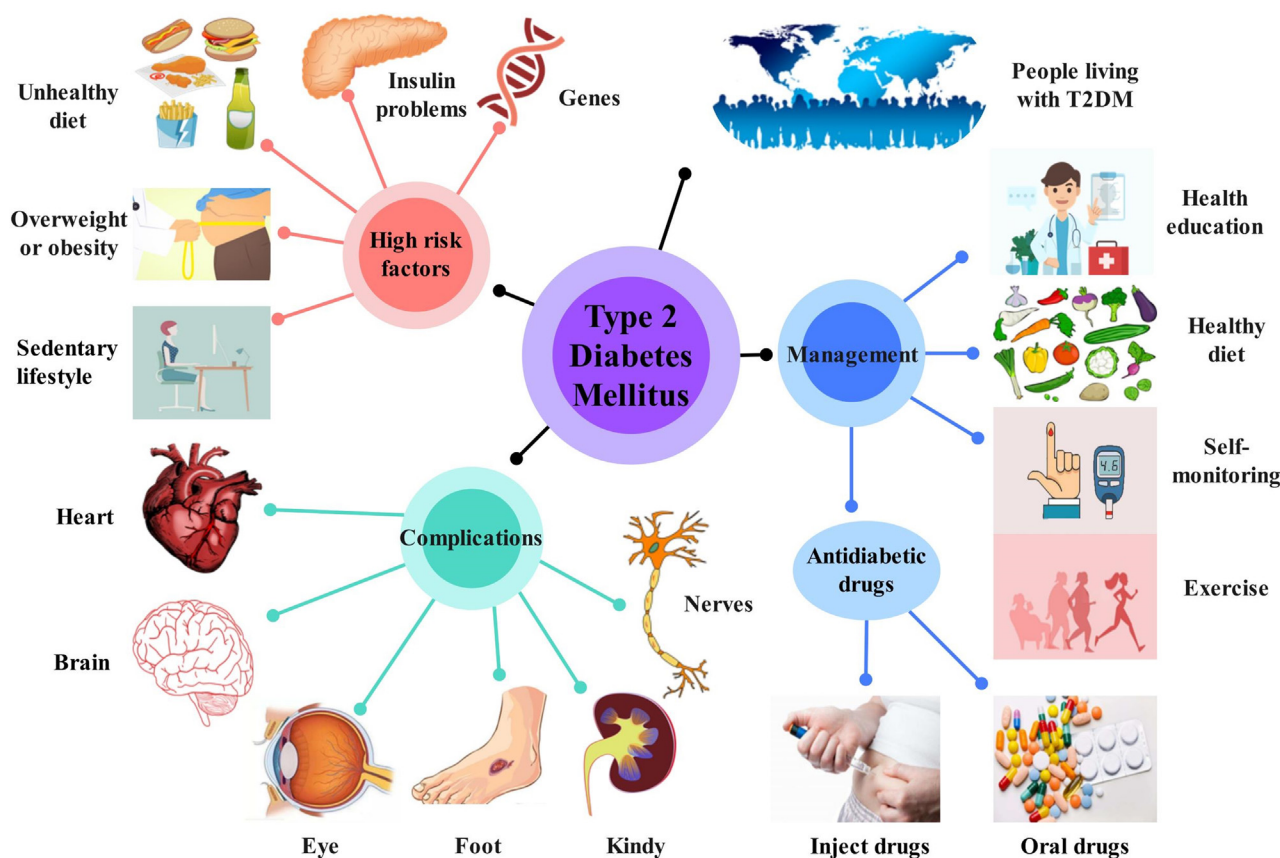 Unhealthy
diet
Insulin
problems
Genes
People living
with T2DM
Overweight
or obesity
High risk
factors
Health
education
Sedentary
lifestyle
Type 2
Diabetes
Mellitus
Management
Healthy
diet
Self-
monitoring
4.6
Heart
Complications
Nerves
Antidiabetic
drugs
Exercise
Brain
Eye
Foot
Kindy
Inject drugs
Oral drugs